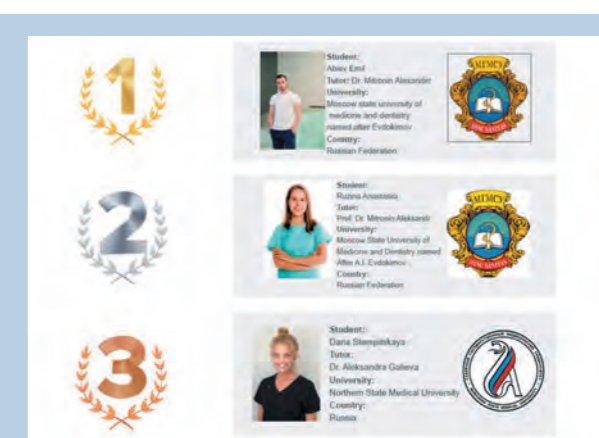 1
Student:
Abiev Emil
Tutor: Dr. Mitronin Alexander
University:
Moscow state university of
medicine and dentistry
named after Evdokimov
Country:
Russian Federation
МГМСУ
2
Student:
Ruzina Anastasia
Tutor:
Prof. Dr. Mitronin Aleksandr
University:
Moscow State University of
Medicine and Dentistry named
After A.I. Evdokimov
Country:
Russian Federation
МГМСУ
3
Student:
Daria Stempitskaya
Tutor:
Dr. Aleksandra Galieva
University:
Northern State Medical University
Country:
Russia